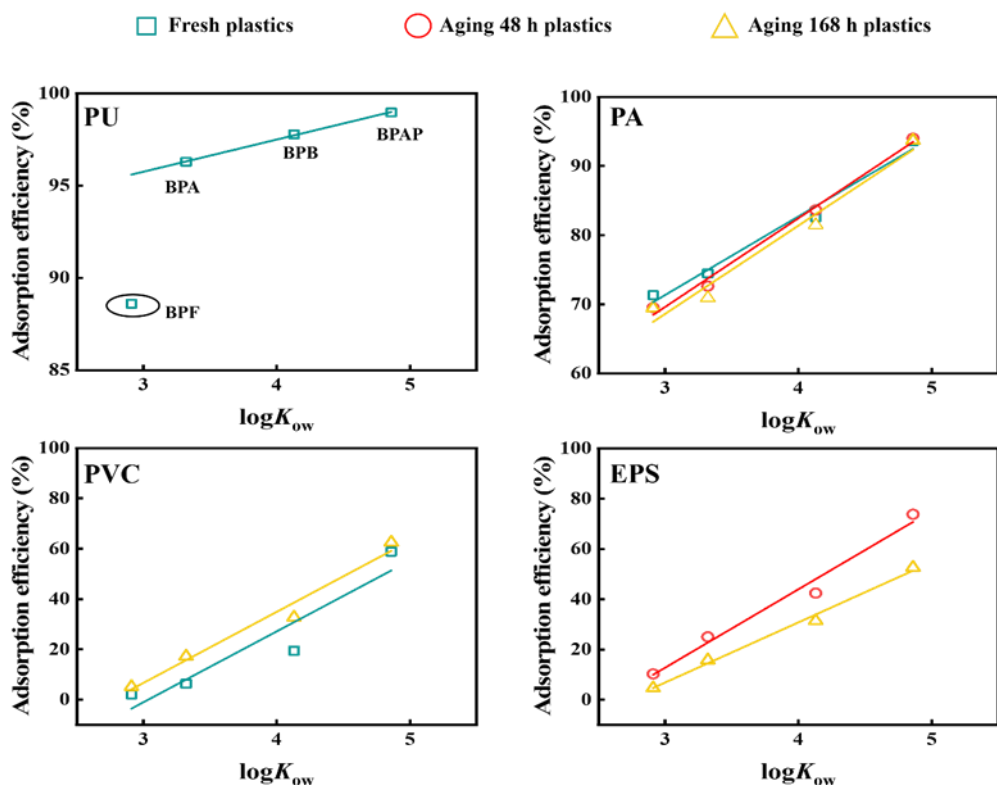 Fresh plastics Aging 48 h plastics Aging 168 h plastics
PU
Adsorption efficiency (%)
100
95
90
85
BPA
BPB
BPAP
BPF
3 4 5
logKow
PA
Adsorption efficiency (%)
100
90
80
70
60
3 4 5
logKow
PVC
Adsorption efficiency (%)
100
80
60
40
20
0
3 4 5
logKow
EPS
Adsorption efficiency (%)
100
80
60
40
20
0
3 4 5
logKow